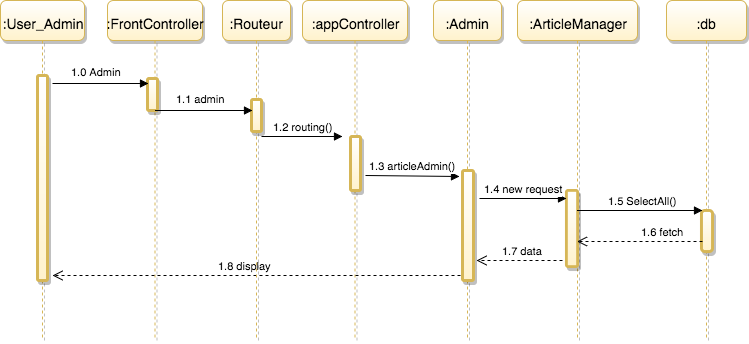 :User_Admin
:FrontController
:Routeur
:appController
:Admin
:ArticleManager
:db
1.0 Admin
1.1 admin
1.2 routing()
1.3 articleAdmin()
1.4 new request
1.5 SelectAll()
1.6 fetch
1.7 data
1.8 display